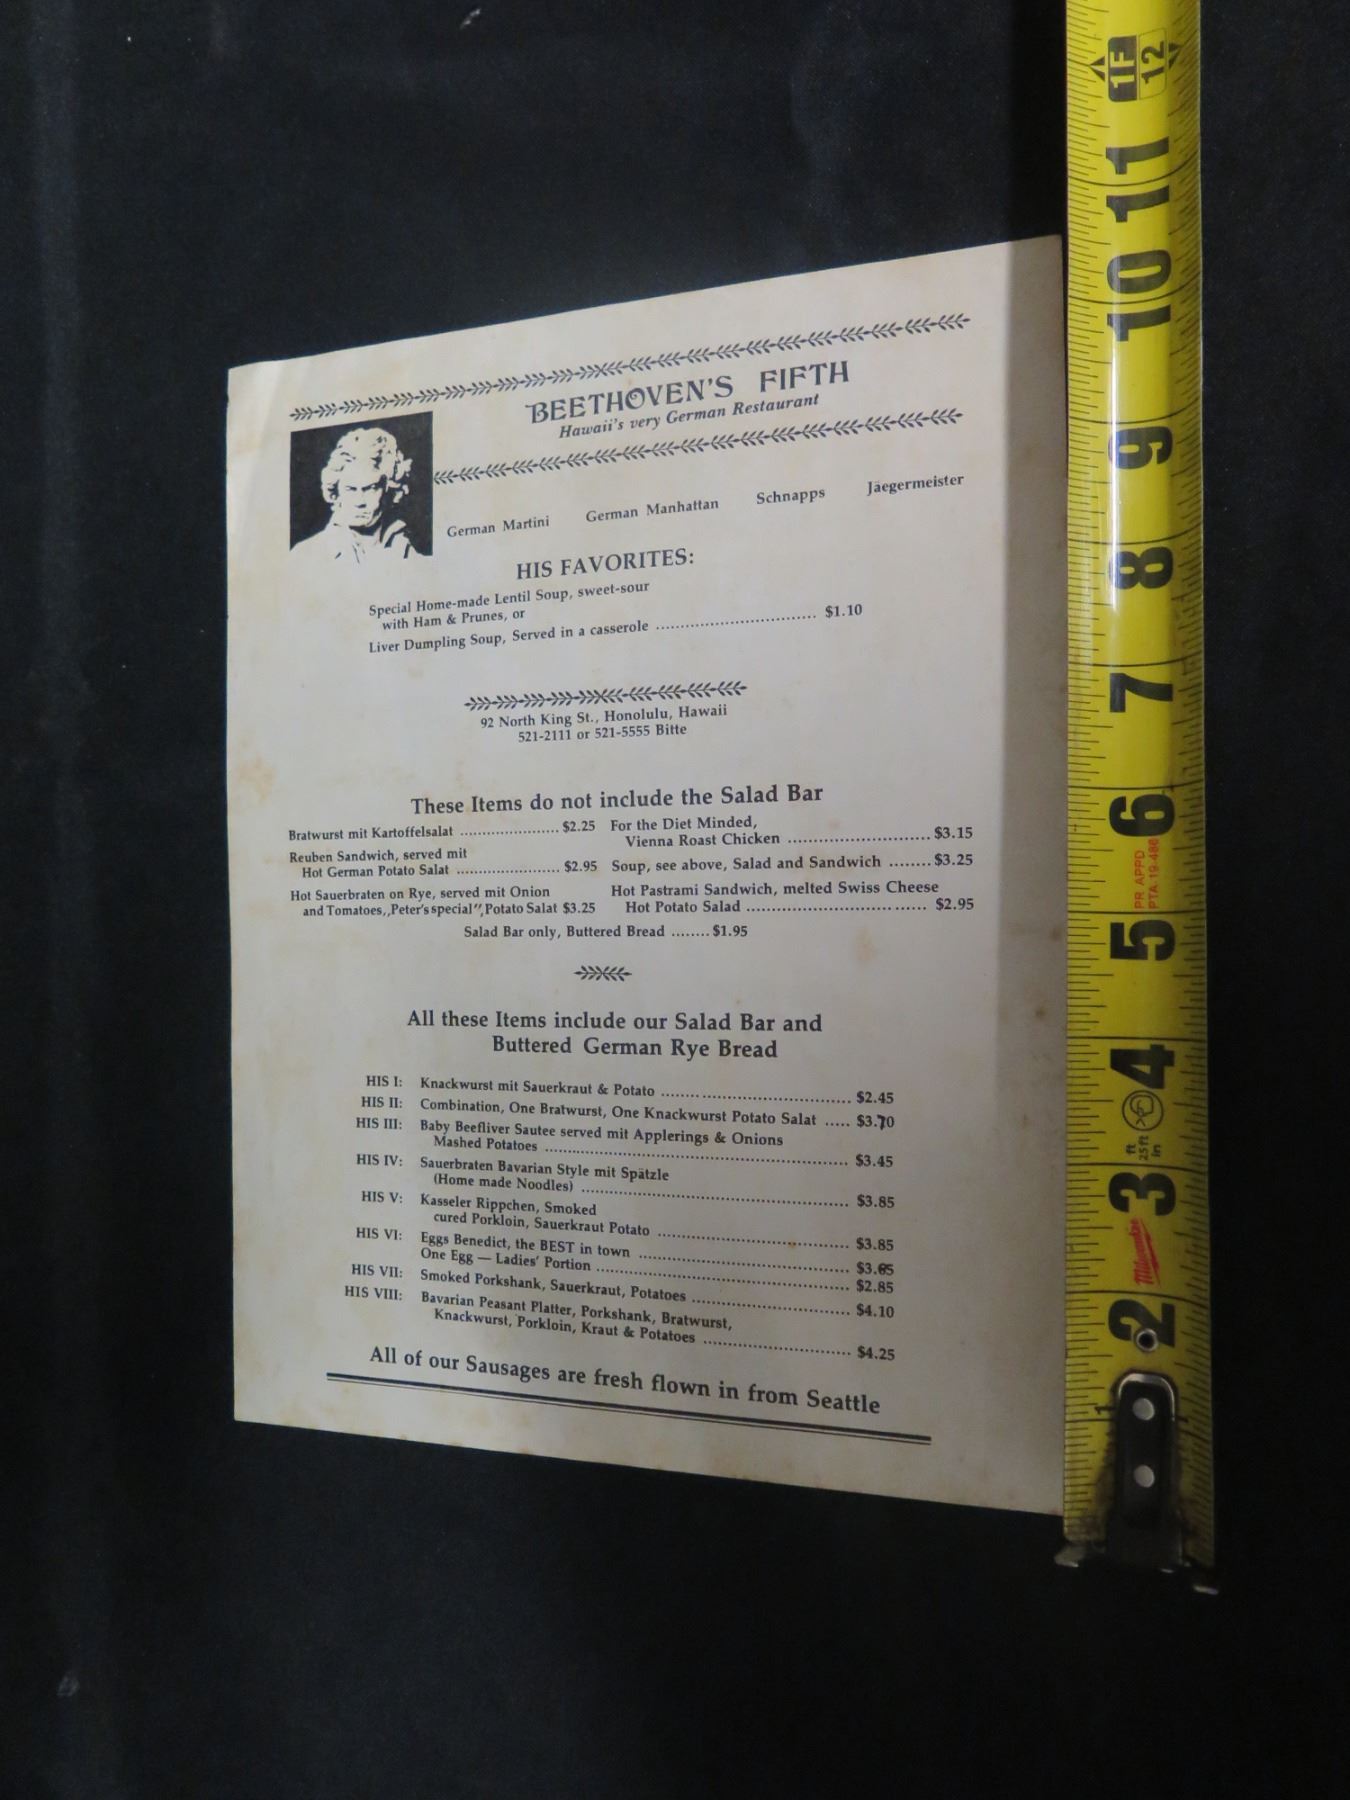 BEETHOVEN'S FIFTH
Hawaii's very German Restaurant
German Martini German Manhattan Schnapps Jäegermeister
HIS FAVORITES:
Special Home-made Lentil Soup, sweet-sour
with Ham & Prunes, or
Liver Dumpling Soup, Served in a casserole ................................ $1.10
92 North King St., Honolulu, Hawaii
521-2111 or 521-5555 Bitte
These Items do not include the Salad Bar
Bratwurst mit Kartoffelsalat ....................... $2.25
Reuben Sandwich, served mit
Hot German Potato Salat ........................ $2.95
Hot Sauerbraten on Rye, served mit Onion
and Tomatoes,,,Peter's special",Potato Salat $3.25
For the Diet Minded,
Vienna Roast Chicken ............................... $3.15
Soup, see above, Salad and Sandwich ........ $3.25
Hot Pastrami Sandwich, melted Swiss Cheese
Hot Potato Salad ....................................... $2.95
Salad Bar only, Buttered Bread ........ $1.95
All these Items include our Salad Bar and
Buttered German Rye Bread
HIS I: Knackwurst mit Sauerkraut & Potato .......................................... $2.45
HIS II: Combination, One Bratwurst, One Knackwurst Potato Salat ..... $3.70
HIS III: Baby Beefliver Sautee served mit Applerings & Onions
Mashed Potatoes ................................................................. $3.45
HIS IV: Sauerbraten Bavarian Style mit Spätzle
(Home made Noodles) .......................................................... $3.85
HIS V: Kasseler Rippchen, Smoked
cured Porkloin, Sauerkraut Potato .......................................... $3.85
HIS VI: Eggs Benedict, the BEST in town .............................................. $3.65
One Egg — Ladies' Portion ...................................................... $2.85
HIS VII: Smoked Porkshank, Sauerkraut, Potatoes .................................. $4.10
HIS VIII: Bavarian Peasant Platter, Porkshank, Bratwurst,
Knackwurst, Porkloin, Kraut & Potatoes ................................ $4.25
All of our Sausages are fresh flown in from Seattle
1F
12
11
10
9
8
7
6
PR APPD
PTA 19-486
5
4
ft
25ft
in
3
Milwaukee
2
1